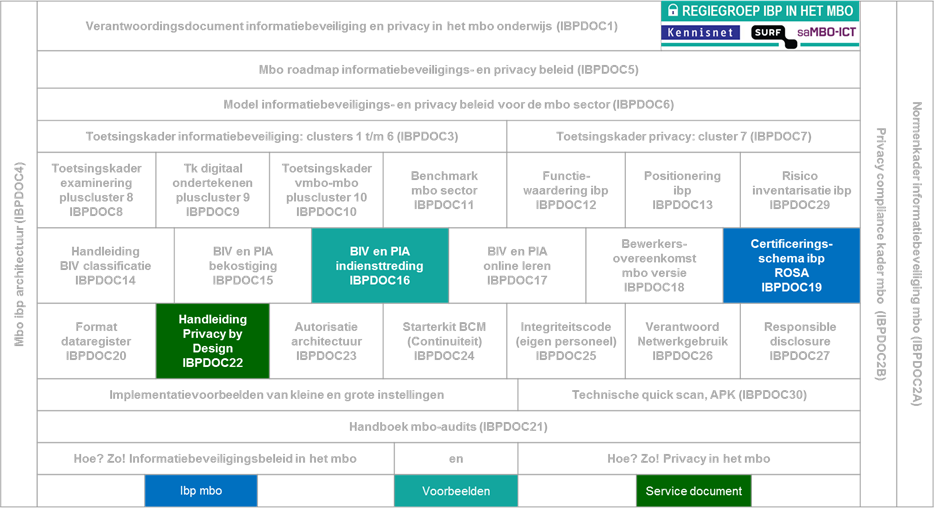 Verantwoordingsdocument informatiebeveiliging en privacy in het mbo onderwijs (IBPDOC1)
REGIEGROEP IBP IN HET MBO
Kennisnet
SURF
saMBO-ICT
Mbo roadmap informatiebeveiligings- en privacy beleid (IBPDOC5)
Model informatiebeveiligings- en privacy beleid voor de mbo sector (IBPDOC6)
Toetsingskader informatiebeveiliging: clusters 1 t/m 6 (IBPDOC3)
Toetsingskader privacy: cluster 7 (IBPDOC7)
Mbo ibp architectuur (IBPDOC4)
Toetsingskader
examinering
pluscluster 8
IBPDOC8
Tk digitaal
ondertekenen
pluscluster 9
IBPDOC9
Toetsingskader
vmbo-mbo
pluscluster 10
IBPDOC10
Benchmark
mbo sector
IBPDOC11
Functie-
waardering ibp
IBPDOC12
Positionering
ibp
IBPDOC13
Risico
inventarisatie ibp
IBPDOC29
Handleiding
BIV classificatie
IBPDOC14
BIV en PIA
bekostiging
IBPDOC15
BIV en PIA
indiensttreding
IBPDOC16
BIV en PIA
online leren
IBPDOC17
Bewerkers-
overeenkomst
mbo versie
IBPDOC18
Certificerings-
schema ibp
ROSA
IBPDOC19
Format
dataregister
IBPDOC20
Handleiding
Privacy by
Design
IBPDOC22
Autorisatie
architectuur
IBPDOC23
Starterkit BCM
(Continuiteit)
IBPDOC24
Integriteitscode
(eigen personeel)
IBPDOC25
Verantwoord
Netwerkgebruik
IBPDOC26
Responsible
disclosure
IBPDOC27
Privacy compliance kader mbo (IBPDOC2B)
Normenkader informatiebeveiliging mbo (IBPDOC2A)
Implementatievoorbeelden van kleine en grote instellingen
Technische quick scan, APK (IBPDOC30)
Handboek mbo-audits (IBPDOC21)
Hoe? Zo! Informatiebeveiligingsbeleid in het mbo
en
Hoe? Zo! Privacy in het mbo
Ibp mbo
Voorbeelden
Service document